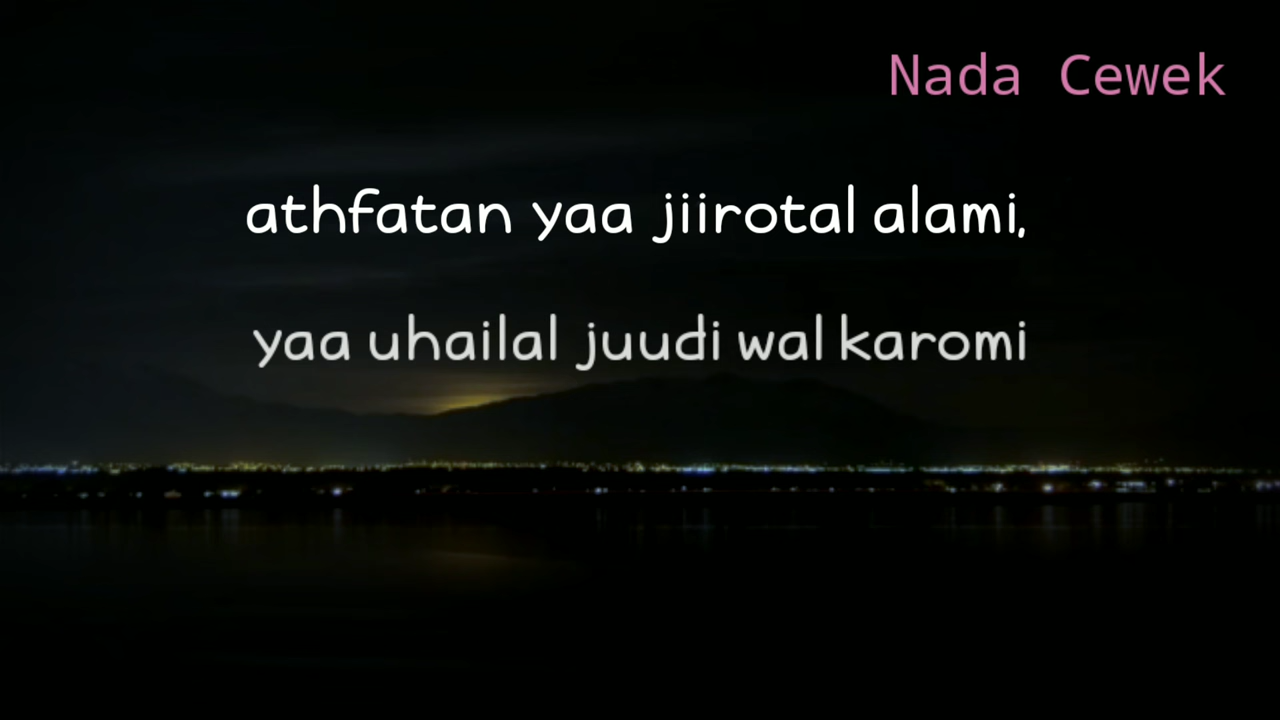 Nada Cewek
athfatan yaa jiirotal alami,
yaa uhailal juudi wal karomi